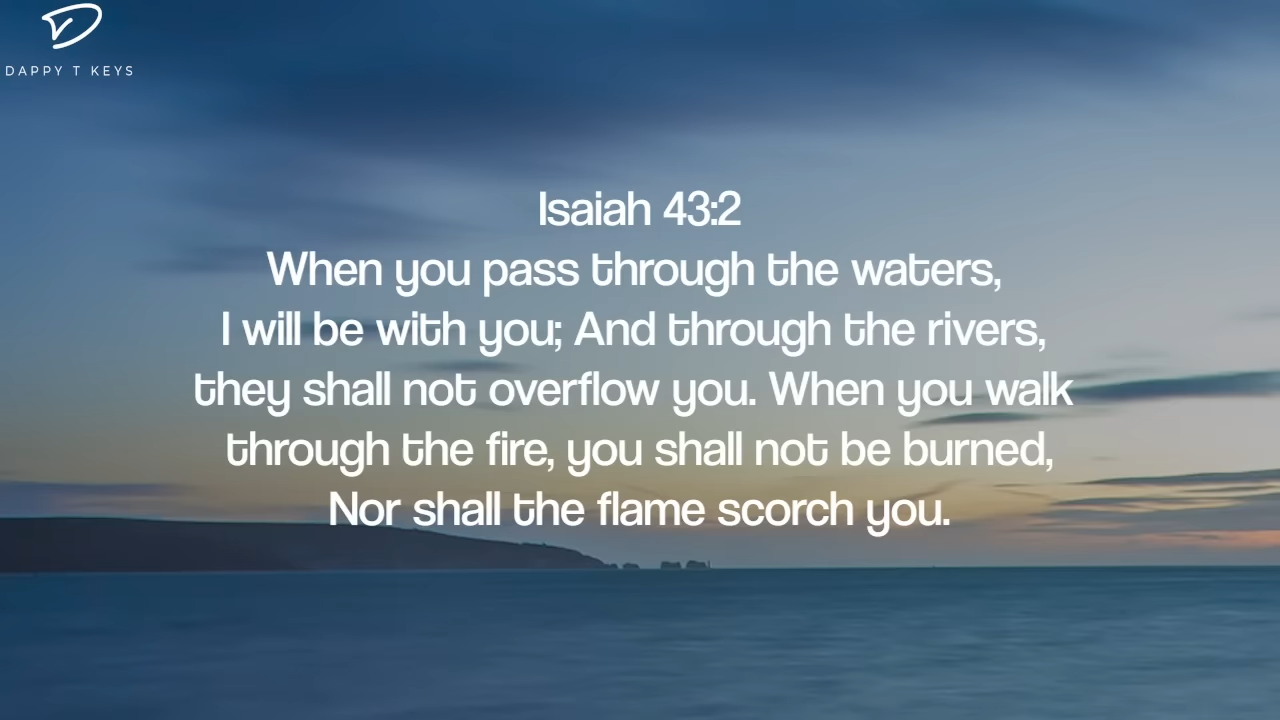 DAPPY T KEYS
Isaiah 43:2
When you pass through the waters,
I will be with you; And through the rivers,
they shall not overflow you. When you walk
through the fire, you shall not be burned,
Nor shall the flame scorch you.